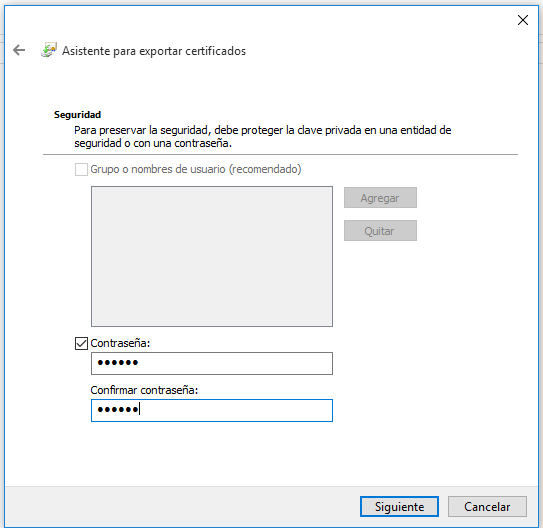 Asistente para exportar certificados
Seguridad
Para preservar la seguridad, debe proteger la clave privada en una entidad de
seguridad o con una contraseña.
Grupo o nombres de usuario (recomendado)
Agregar
Quitar
Contraseña:
••••••
Confirmar contraseña:
••••••
Siguiente
Cancelar